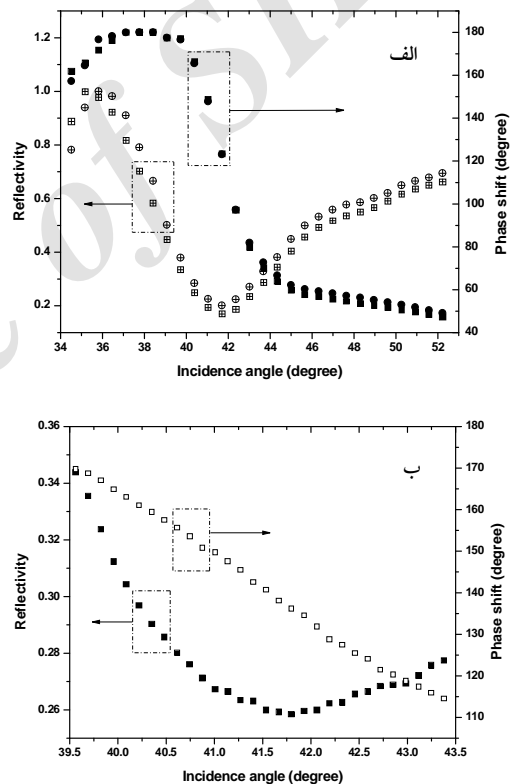 الف
1.2
1.0
0.8
0.6
0.4
0.2
180
160
140
120
100
80
60
40
34 36 38 40 42 44 46 48 50 52
Reflectivity
Phase shift (degree)
Incidence angle (degree)
ب
0.36
0.34
0.32
0.30
0.28
0.26
180
170
160
150
140
130
120
110
39.5 40.0 40.5 41.0 41.5 42.0 42.5 43.0 43.5
Reflectivity
Phase shift (degree)
Incidence angle (degree)
of